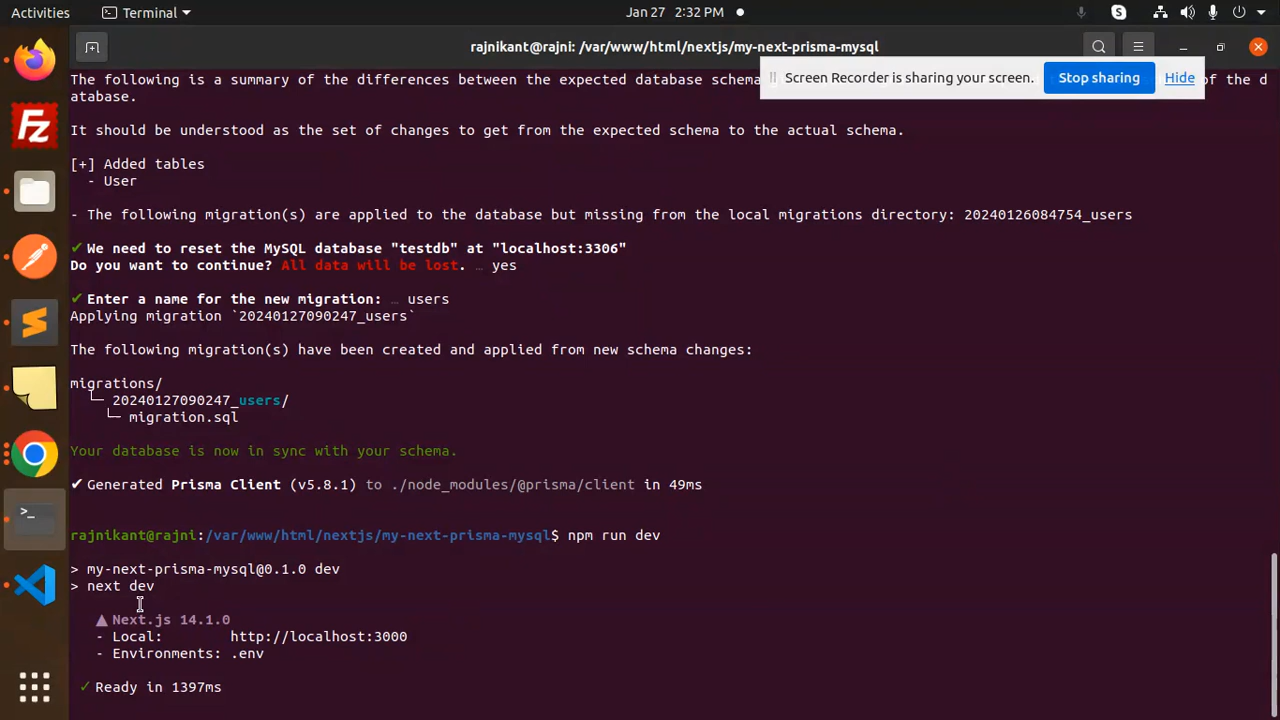 Activities
Terminal
Jan 27 2:32 PM
rajnikant@rajni: /var/www/html/nextjs/my-next-prisma-mysql
Screen Recorder is sharing your screen.
Stop sharing
Hide
The following is a summary of the differences between the expected database schem
of the d
atabase.
It should be understood as the set of changes to get from the expected schema to the actual schema.
[+] Added tables
- User
- The following migration(s) are applied to the database but missing from the local migrations directory: 20240126084754_users
✔ We need to reset the MySQL database "testdb" at "localhost:3306"
Do you want to continue? All data will be lost. … yes
✔ Enter a name for the new migration: … users
Applying migration `20240127090247_users`
The following migration(s) have been created and applied from new schema changes:
migrations/
└─ 20240127090247_users/
└─ migration.sql
Your database is now in sync with your schema.
✔ Generated Prisma Client (v5.8.1) to ./node_modules/@prisma/client in 49ms
rajnikant@rajni:/var/www/html/nextjs/my-next-prisma-mysql$ npm run dev
> my-next-prisma-mysql@0.1.0 dev
> next dev
▲ Next.js 14.1.0
- Local: http://localhost:3000
- Environments: .env
✓ Ready in 1397ms